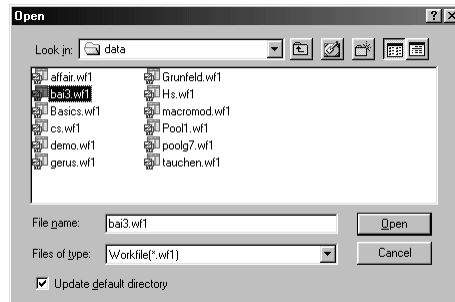 Open
Look in: data
affair.wf1
bai3.wf1
Basics.wf1
cs.wf1
demo.wf1
gerus.wf1
Grunfeld.wf1
Hs.wf1
macromod.wf1
Pool1.wf1
poolg7.wf1
tauchen.wf1
File name: bai3.wf1 Open
Files of type: Workfile(*.wf1) Cancel
Update default directory